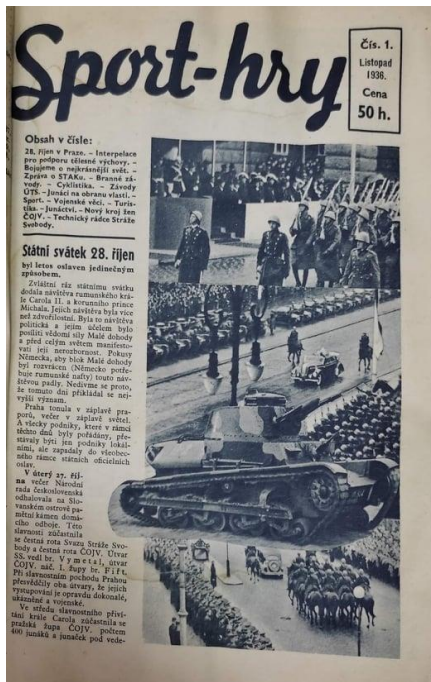 Sport-hry
Čís. 1.
Listopad
1936.
Cena
50 h.
Obsah v čísle:
28. říjen v Praze. – Interpelace
pro podporu tělesné výchovy. –
Bojujeme o nejkrásnější svět. –
Zpráva o STAKu. – Branné zá-
vody. – Cyklistika. – Závody
ÚTS. – Junáci na obranu vlasti. –
Sport. – Vojenské věci. – Turis-
tika. – Junáctví. – Nový kroj žen
ČOJV. – Technický rádce Stráže
Svobody.
Státní svátek 28. říjen
byl letos oslaven jedinečným
způsobem.
Zvláštní ráz státnímu svátku
dodala návštěva rumunského krá-
le Carola II. a korunního prince
Michala. Jejich návštěva byla více
než zdvořilostní. Byla to návštěva
politická a jejím účelem bylo
posíliti vědomí síly Malé dohody
a před celým světem manifesto-
vati její nerozbornost. Pokusy
Německa, aby blok Malé dohody
byl rozvrácen (Německo potře-
buje rumunské nafty) touto náv-
štěvou padly. Nedivme se proto,
že tomuto dni přikládal se nej-
vyšší význam.
Praha tonula v záplavě pra-
porů, večer v záplavě světel.
A všecky podniky, které v rámci
těchto dnů byly pořádány, pře-
stávaly býti jen podniky lokál-
ními, ale zapadaly do všeobec-
ného rámce státních oficielních
oslav.
V úterý 27. říj-
na večer Národní
rada československá
odhalovala na Slo-
vanském ostrově pa-
mětní kámen domá-
cího odboje. Této
slavnosti zúčastnila
se čestná rota Svazu Stráže Svo-
body a čestná rota ČOJV. Útvar
SS. vedl br. Vymetal, útvar
ČOJV. náč. I. župy br. Fift.
Při slavnostním pochodu Prahou
přesvědčily oba útvary, že jejich
vystupování je opravdu dokonalé,
ukázněné a vojenské.
Ve středu slavnostního přiví-
tání krále Carola zúčastnila se
pražská župa ČOJV. počtem
400 junáků a junaček pod vede-